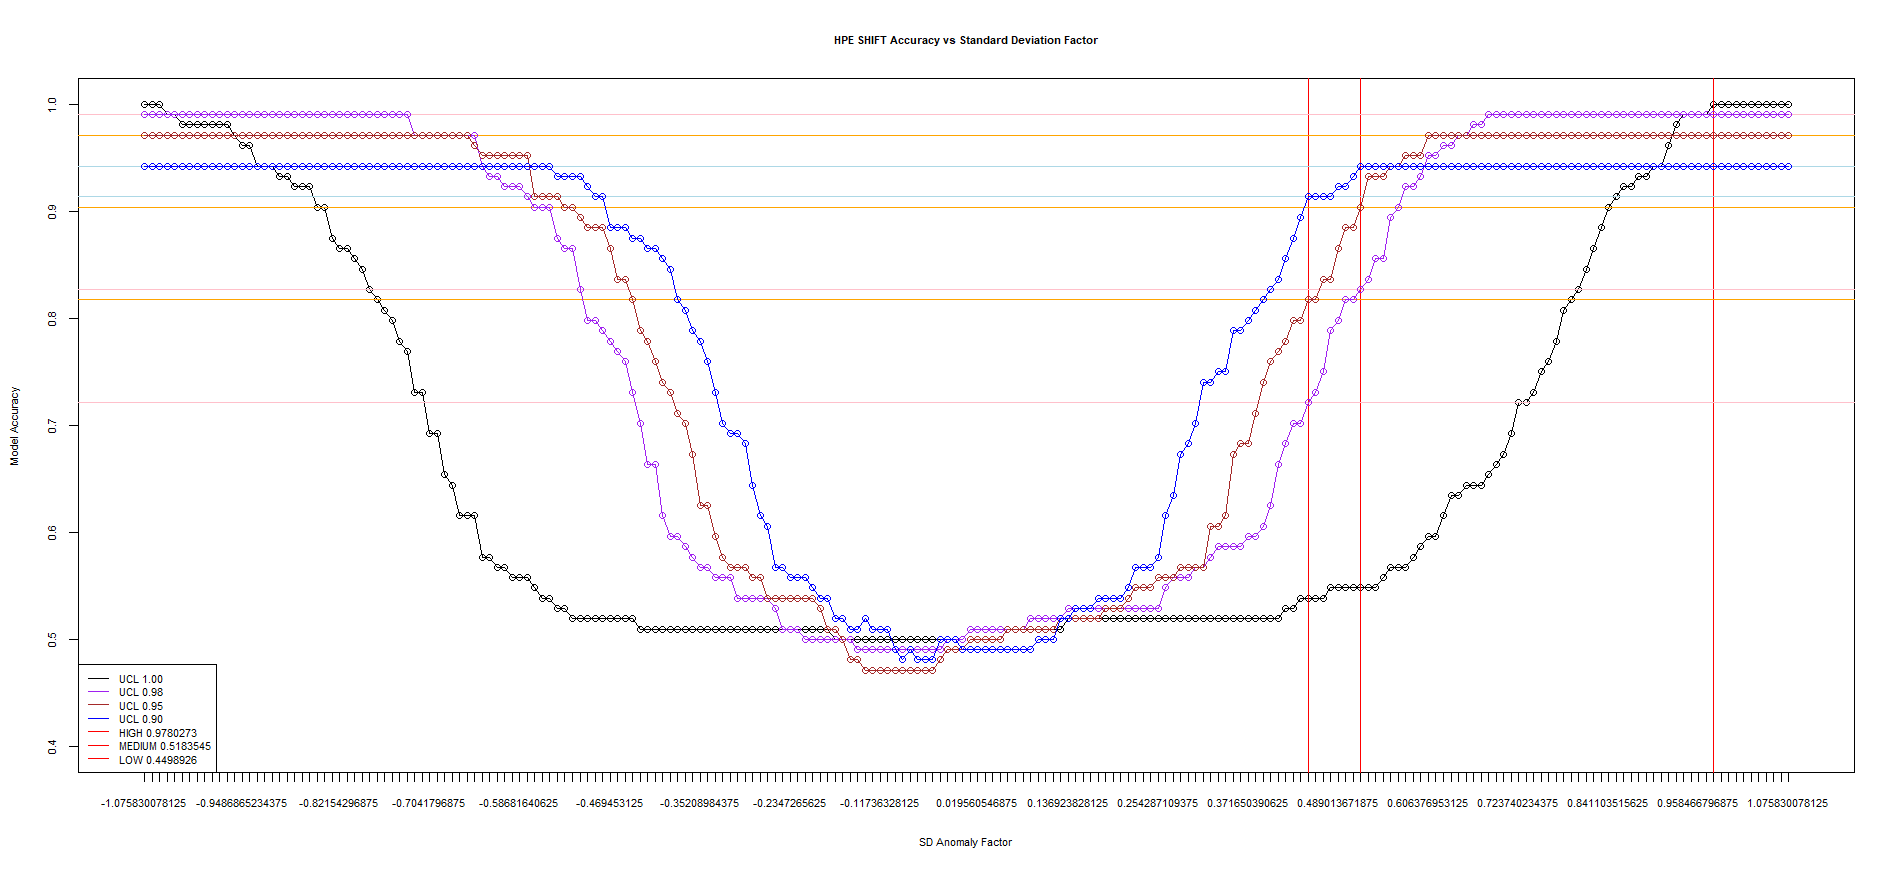 HPE SHIFT Accuracy vs Standard Deviation Factor
1.0
0.9
0.8
0.7
0.6
0.5
0.4
Model Accuracy
UCL 1.00
UCL 0.98
UCL 0.95
UCL 0.90
HIGH 0.9780273
MEDIUM 0.5183545
LOW 0.4498926
-1.075830078125 -0.9486865234375 -0.82154296875 -0.7041796875 -0.58681640625 -0.469453125 -0.35208984375 -0.2347265625 -0.11736328125 0.019560546875 0.136923828125 0.254287109375 0.371650390625 0.489013671875 0.606376953125 0.723740234375 0.841103515625 0.958466796875 1.075830078125
SD Anomaly Factor